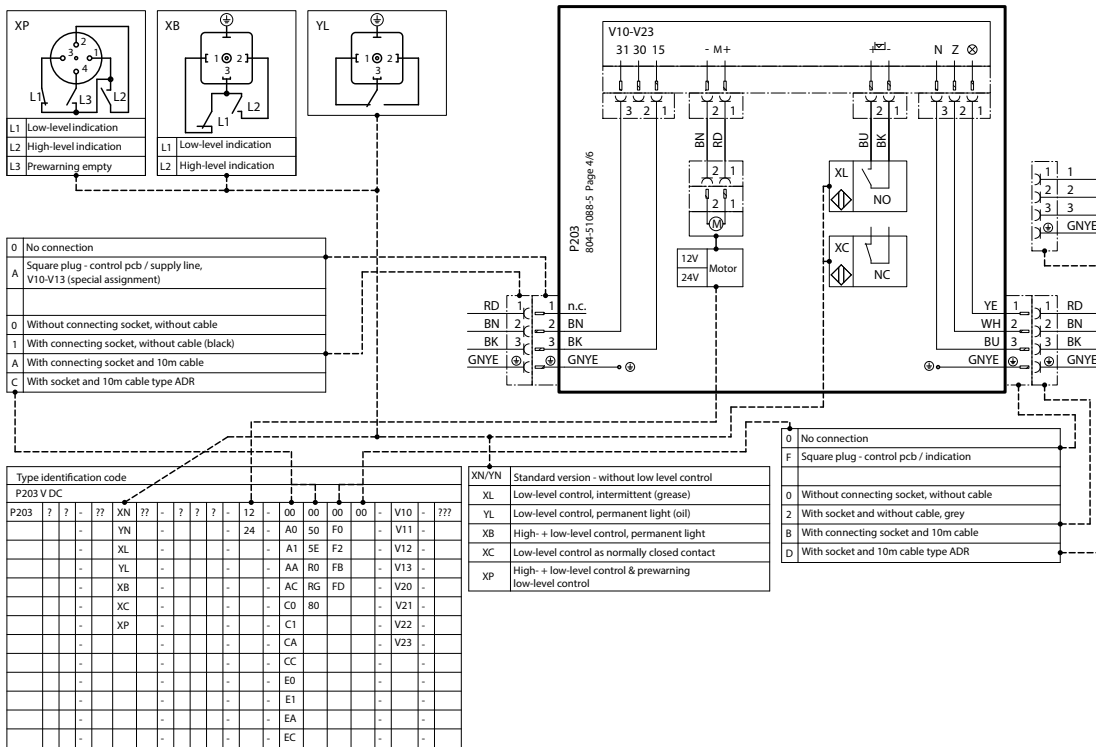 XP
2
3
1
4
L1
L3
L2
L1 Low-level indication
L2 High-level indication
L3 Prewarning empty
XB
1
2
3
L2
L1
L1 Low-level indication
L2 High-level indication
YL
1
2
3
V10-V23
31 30 15
- M +
+ -
N Z
3 2 1
2 1
2 1
3 2 1
BN
RD
BU
BK
2 1
2 1
M
12V
24V
Motor
XL
NO
XC
NC
P203
804-51088-5 Page 4/6
1 1
2 2
3 3
GNYE
0 No connection
A Square plug - control pcb / supply line,
V10-V13 (special assignment)
0 Without connecting socket, without cable
1 With connecting socket, without cable (black)
A With connecting socket and 10m cable
C With socket and 10m cable type ADR
RD 1 1 n.c.
BN 2 2 BN
BK 3 3 BK
GNYE GNYE
YE 1 1 RD
WH 2 2 BN
BU 3 3 BK
GNYE GNYE
0 No connection
F Square plug - control pcb / indication
0 Without connecting socket, without cable
2 With socket and without cable, grey
B With connecting socket and 10m cable
D With socket and 10m cable type ADR
XN/YN Standard version - without low level control
XL Low-level control, intermittent (grease)
YL Low-level control, permanent light (oil)
XB High- + low-level control, permanent light
XC Low-level control as normally closed contact
XP High- + low-level control & prewarning
low-level control
Type identification code
P203 V DC
P203 ? ? - ?? XN ?? - ? ? ? - 12 - 00 00 00 00 - V10 - ???
- YN - - 24 - A0 50 F0 - V11 -
- XL - - - A1 5E F2 - V12 -
- YL - - - AA R0 FB - V13 -
- XB - - - AC RG FD - V20 -
- XC - - - C0 80 - V21 -
- XP - - - C1 - V22 -
- - - - CA - V23 -
- - - - CC - -
- - - - E0 - -
- - - - E1 - -
- - - - EA - -
- - - - EC - -